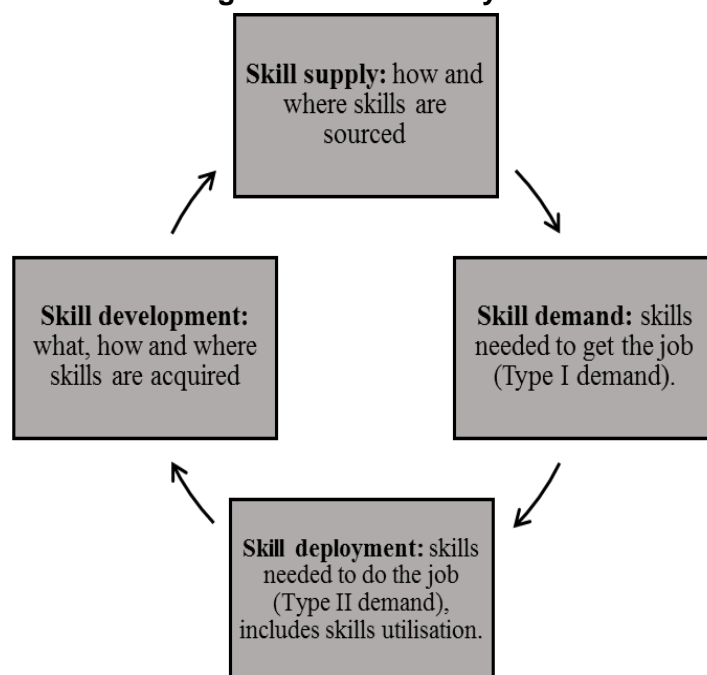 Skill supply: how and
where skills are
sourced
Skill development:
what, how and where
skills are acquired
Skill demand: skills
needed to get the job
(Type I demand).
Skill deployment: skills
needed to do the job
(Type II demand),
includes skills utilisation.